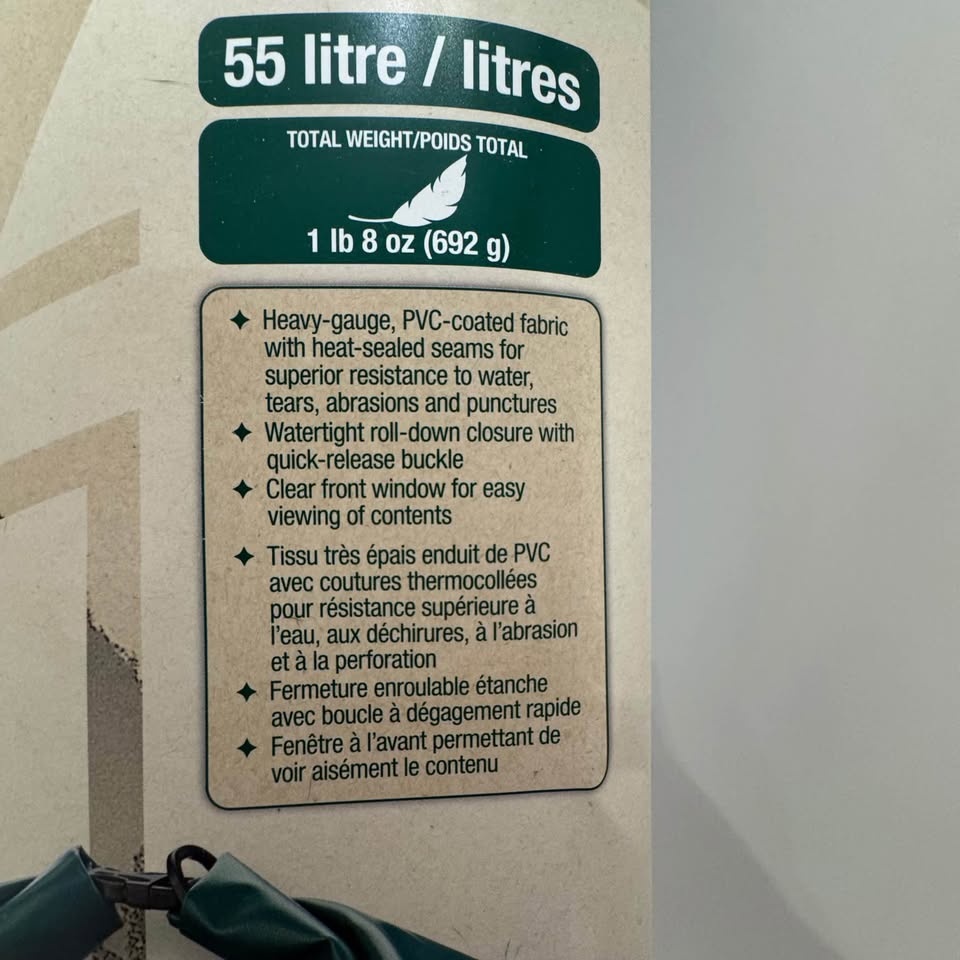 55 litre / litres
TOTAL WEIGHT/POIDS TOTAL
1 lb 8 oz (692 g)
Heavy-gauge, PVC-coated fabric
with heat-sealed seams for
superior resistance to water,
tears, abrasions and punctures
Watertight roll-down closure with
quick-release buckle
Clear front window for easy
viewing of contents
Tissu très épais enduit de PVC
avec coutures thermocollées
pour résistance supérieure à
l'eau, aux déchirures, à l'abrasion
et à la perforation
Fermeture enroulable étanche
avec boucle à dégagement rapide
Fenêtre à l'avant permettant de
voir aisément le contenu